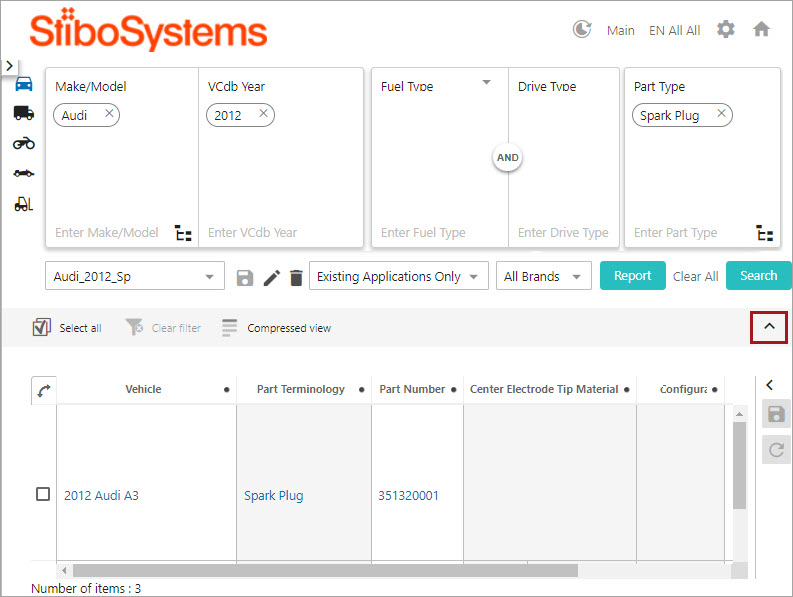 StiboSystems
Main EN All All
Make/Model VCdb Year Fuel Type Drive Type Part Type
Audi 2012 Spark Plug
AND
Enter Make/Model Enter VCdb Year Enter Fuel Type Enter Drive Type Enter Part Type
Audi_2012_Sp Existing Applications Only All Brands Report Clear All Search
Select all Clear filter Compressed view
Vehicle Part Terminology Part Number Center Electrode Tip Material Configura
2012 Audi A3 Spark Plug 351320001
Number of items : 3